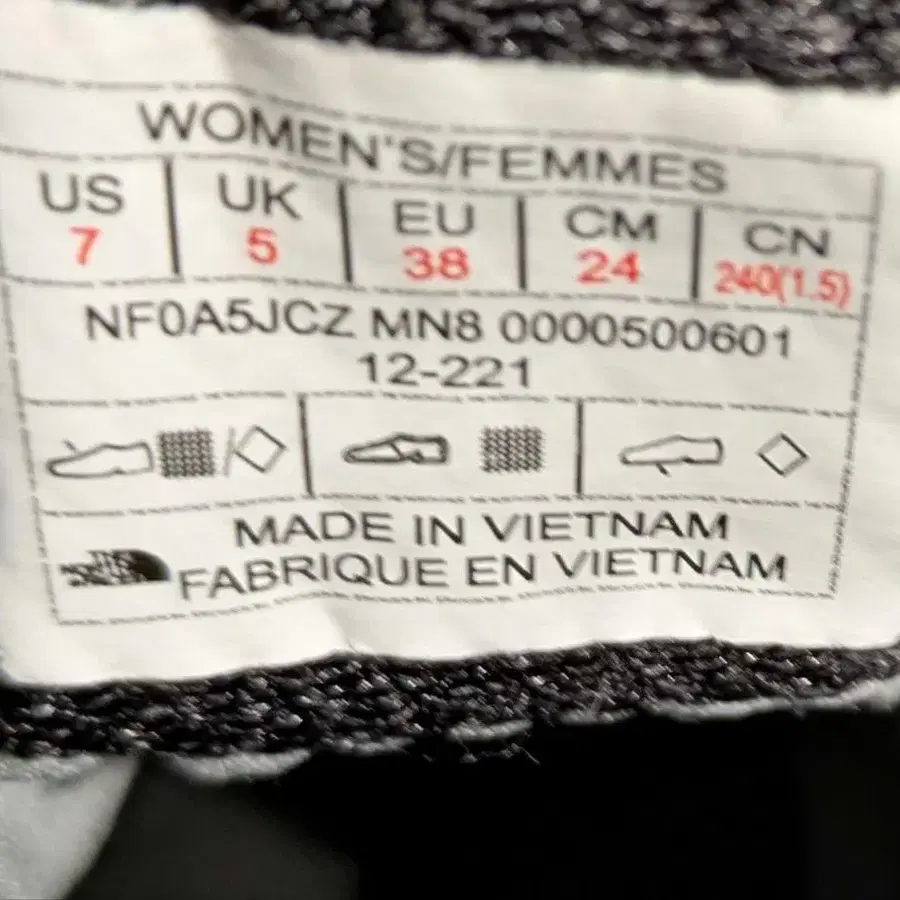 WOMEN'S/FEMMES
US UK EU CM CN
7 5 38 24 240(1.5)
NF0A5JCZ MN8 0000500601
12-221
MADE IN VIETNAM
FABRIQUE EN VIETNAM